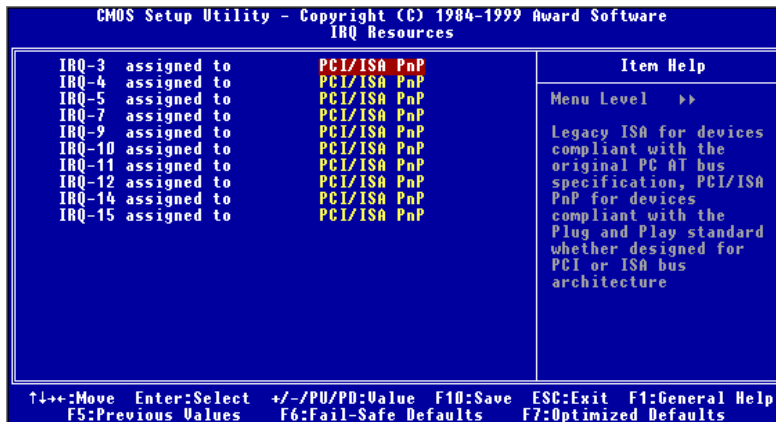 CMOS Setup Utility - Copyright (C) 1984-1999 Award Software
IRQ Resources
IRQ-3 assigned to PCI/ISA PnP
IRQ-4 assigned to PCI/ISA PnP
IRQ-5 assigned to PCI/ISA PnP
IRQ-7 assigned to PCI/ISA PnP
IRQ-9 assigned to PCI/ISA PnP
IRQ-10 assigned to PCI/ISA PnP
IRQ-11 assigned to PCI/ISA PnP
IRQ-12 assigned to PCI/ISA PnP
IRQ-14 assigned to PCI/ISA PnP
IRQ-15 assigned to PCI/ISA PnP
Item Help
Menu Level ▸▸
Legacy ISA for devices
compliant with the
original PC AT bus
specification, PCI/ISA
PnP for devices
compliant with the
Plug and Play standard
whether designed for
PCI or ISA bus
architecture
↑↓→←:Move Enter:Select +/-/PU/PD:Value F10:Save ESC:Exit F1:General Help
F5:Previous Values F6:Fail-Safe Defaults F7:Optimized Defaults